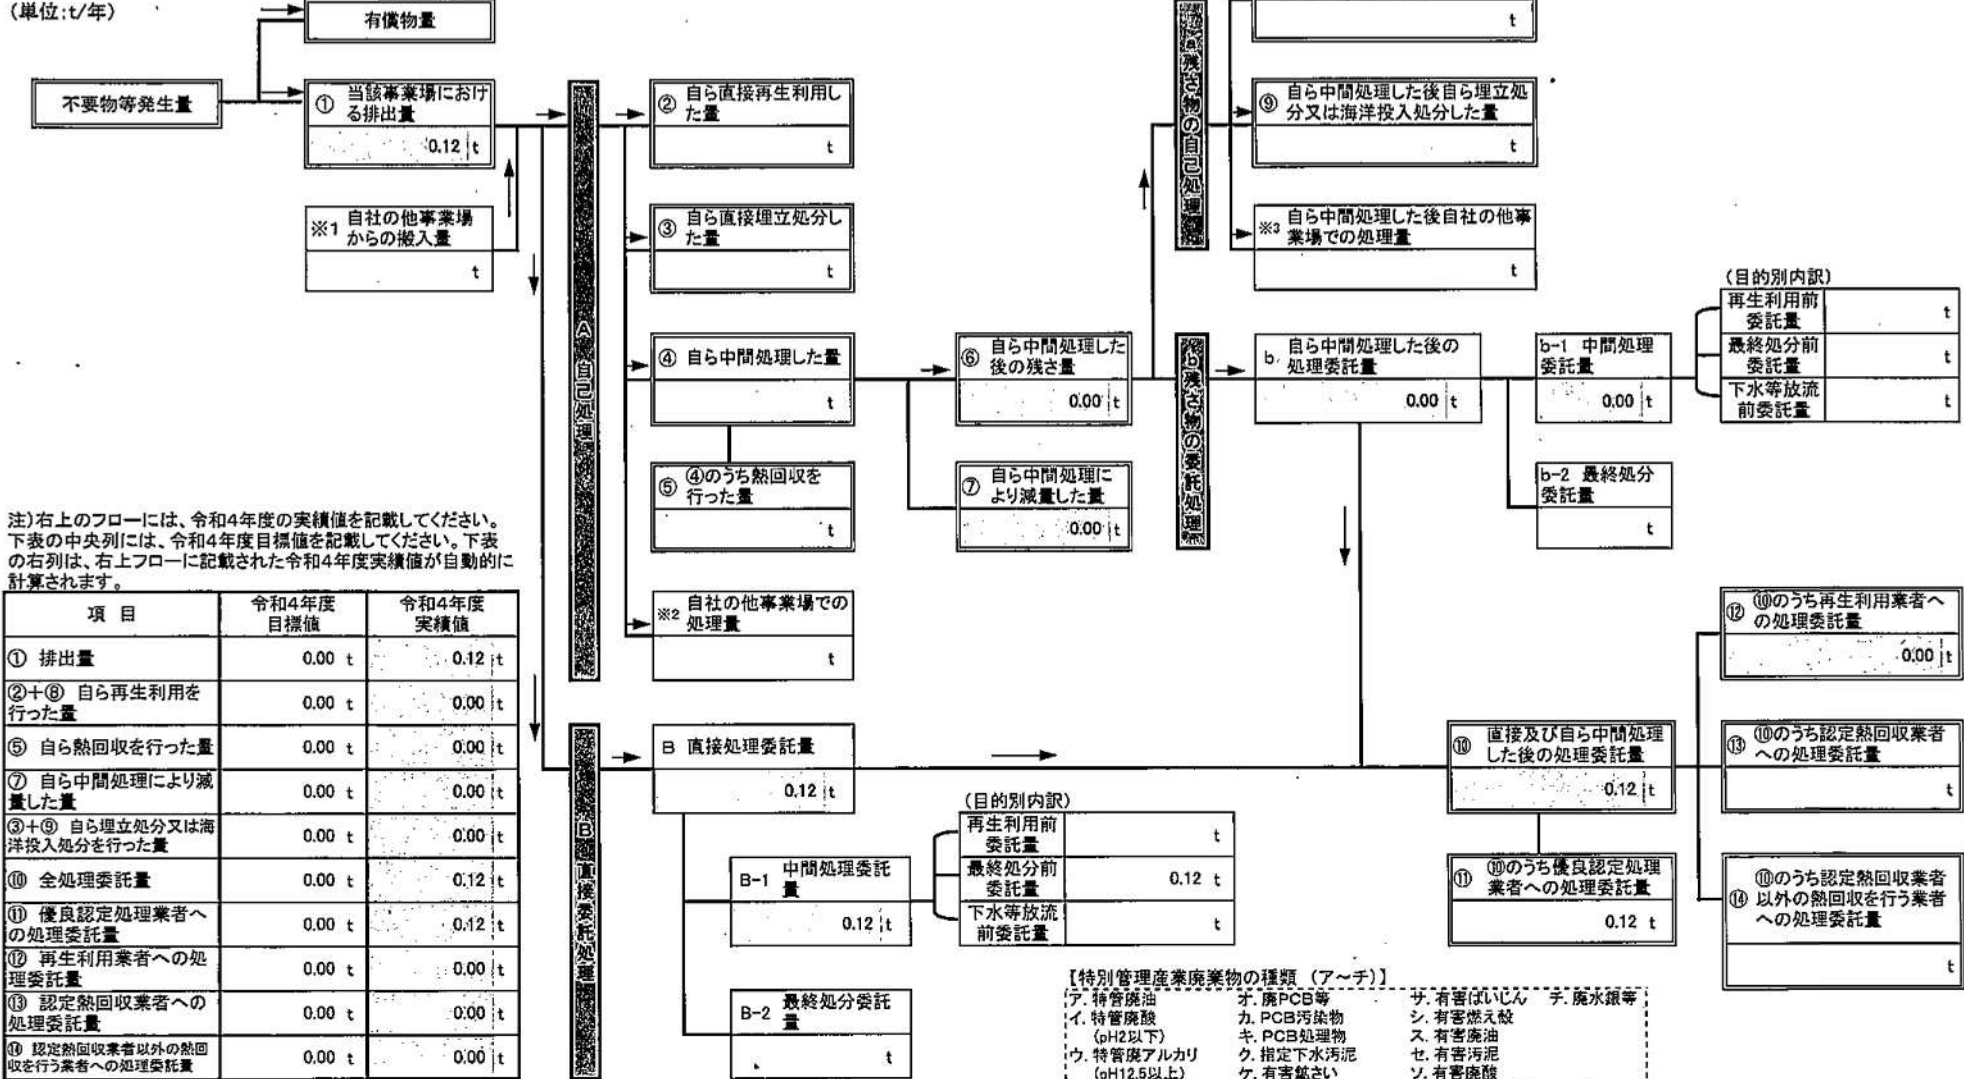 (単位:t/年)
有償物量
不要物等発生量
① 当該事業場におけ
る排出量
0.12 t
※1 自社の他事業場
からの搬入量
t
A 自己処理
② 自ら直接再生利用し
た量
t
③ 自ら直接埋立処分し
た量
t
④ 自ら中間処理した量
t
⑤ ④のうち熱回収を
行った量
t
※2 自社の他事業場での
処理量
t
⑥ 自ら中間処理した
後の残さ量
0.00 t
⑦ 自ら中間処理に
より減量した量
0.00 t
a 残さ物の自己処理
t
⑨ 自ら中間処理した後自ら埋立処
分又は海洋投入処分した量
t
※3 自ら中間処理した後自社の他事
業場での処理量
t
b 残さ物の委託処理
b. 自ら中間処理した後の
処理委託量
0.00 t
b-1 中間処理
委託量
0.00 t
b-2 最終処分
委託量
t
(目的別内訳)
再生利用前
委託量
t
最終処分前
委託量
t
下水等放流
前委託量
t
注)右上のフローには、令和4年度の実績値を記載してください。
下表の中央列には、令和4年度目標値を記載してください。下表
の右列は、右上フローに記載された令和4年度実績値が自動的に
計算されます。
項 目 令和4年度 目標値 令和4年度 実績値
① 排出量 0.00 t 0.12 t
②+⑧ 自ら再生利用を
行った量 0.00 t 0.00 t
⑤ 自ら熱回収を行った量 0.00 t 0.00 t
⑦ 自ら中間処理により減
量した量 0.00 t 0.00 t
③+⑨ 自ら埋立処分又は海
洋投入処分を行った量 0.00 t 0.00 t
⑩ 全処理委託量 0.00 t 0.12 t
⑪ 優良認定処理業者へ
の処理委託量 0.00 t 0.12 t
⑫ 再生利用業者への処
理委託量 0.00 t 0.00 t
⑬ 認定熱回収業者への
処理委託量 0.00 t 0.00 t
⑭ 認定熱回収業者以外の熱回
収を行う業者への処理委託量 0.00 t 0.00 t
B 直接委託処理
B 直接処理委託量
0.12 t
B-1 中間処理委託
量
0.12 t
B-2 最終処分委託
量
t
(目的別内訳)
再生利用前
委託量
t
最終処分前
委託量
0.12 t
下水等放流
前委託量
t
⑩ 直接及び自ら中間処理
した後の処理委託量
0.12 t
⑪ ⑩のうち優良認定処理
業者への処理委託量
0.12 t
⑫ ⑩のうち再生利用業者へ
の処理委託量
0.00 t
⑬ ⑩のうち認定熱回収業者
への処理委託量
t
⑭ ⑩のうち認定熱回収業者
以外の熱回収を行う業者
への処理委託量
t
【特別管理産業廃棄物の種類 (ア~チ)】
ア. 特管廃油 オ. 廃PCB等 サ. 有害ばいじん チ. 廃水銀等
イ. 特管廃酸 カ. PCB汚染物 シ. 有害燃え殻
(pH2以下) キ. PCB処理物 ス. 有害廃油
ウ. 特管廃アルカリ ク. 指定下水汚泥 セ. 有害汚泥
(pH12.5以上) ケ. 有害鉱さい ソ. 有害廃酸